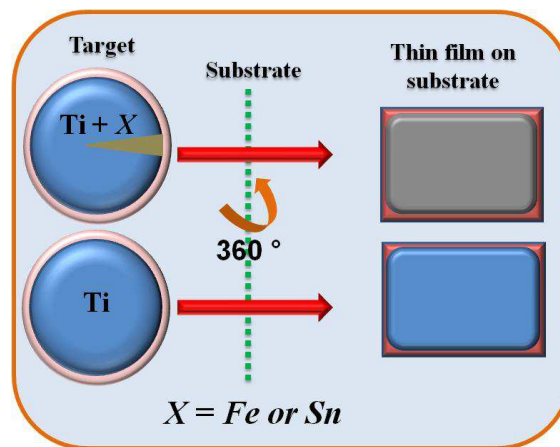 Target
Substrate
Thin film on
substrate
Ti + X
360 °
Ti
X = Fe or Sn